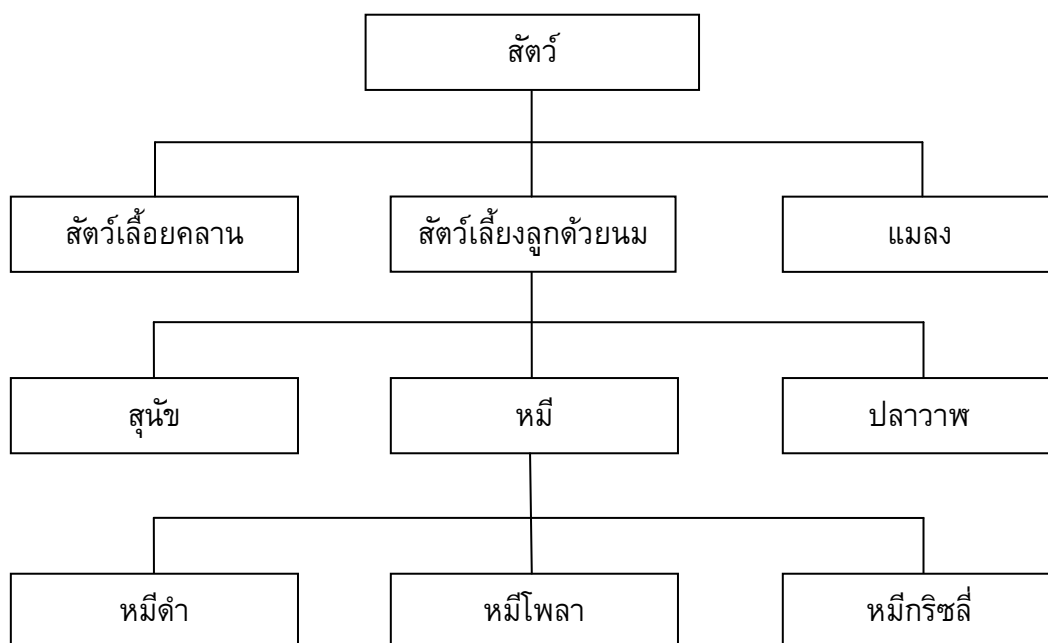 สัตว์
สัตว์เลื้อยคลาน
สัตว์เลี้ยงลูกด้วยนม
แมลง
สุนัข
หมี
ปลาวาฬ
หมีดำ
หมีโพลา
หมีกริซลี่